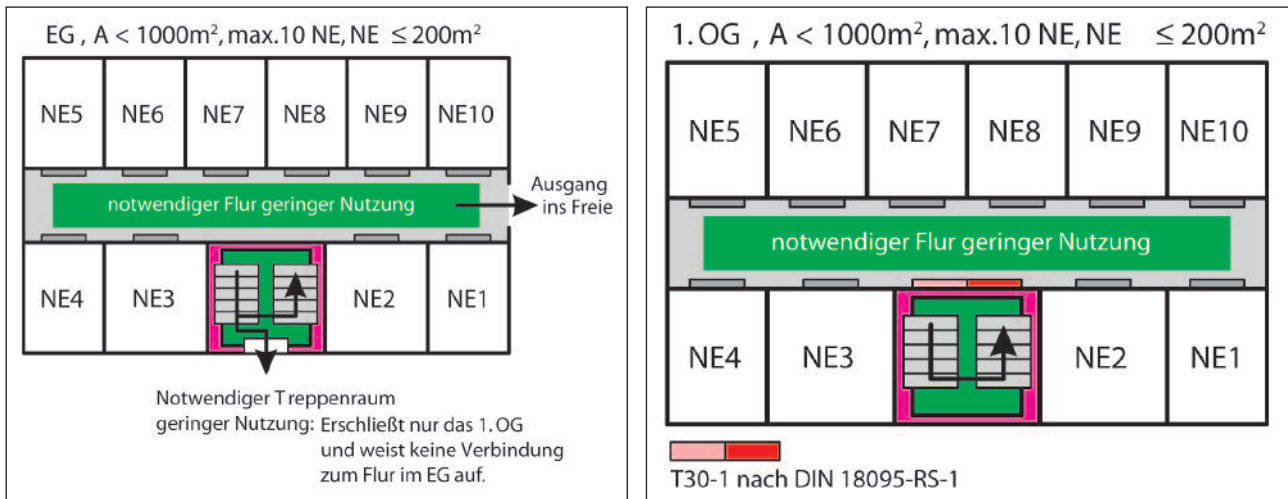 EG , A < 1000m², max.10 NE, NE ≤ 200m²
NE5 NE6 NE7 NE8 NE9 NE10
notwendiger Flur geringer Nutzung
Ausgang
ins Freie
NE4 NE3 NE2 NE1
Notwendiger Treppenraum
geringer Nutzung: Erschließt nur das 1. OG
und weist keine Verbindung
zum Flur im EG auf.
1. OG , A < 1000m², max.10 NE, NE ≤ 200m²
NE5 NE6 NE7 NE8 NE9 NE10
notwendiger Flur geringer Nutzung
NE4 NE3 NE2 NE1
T30-1 nach DIN 18095-RS-1